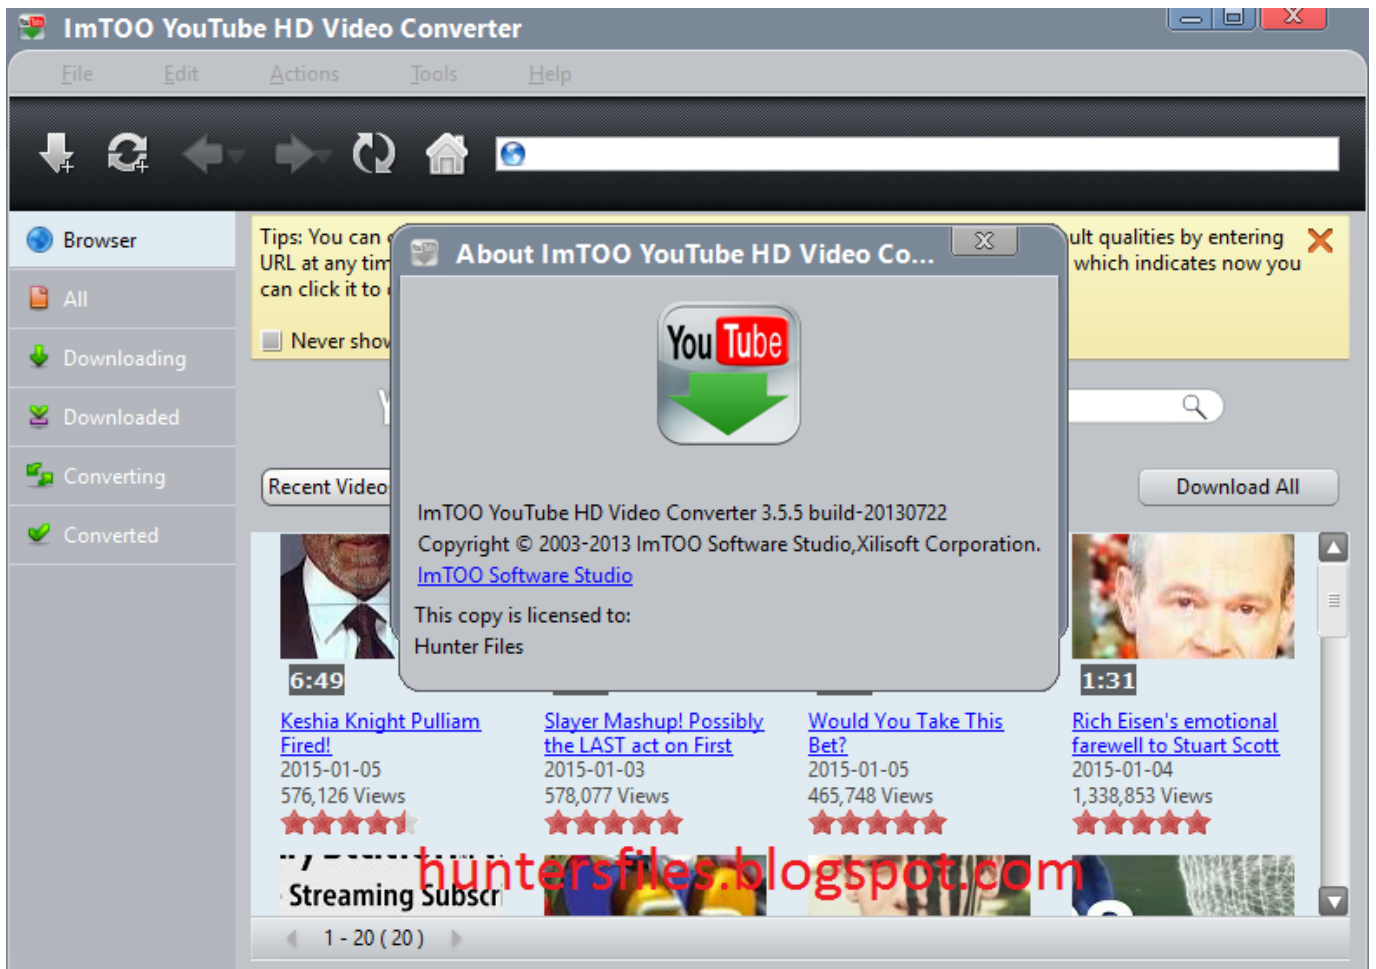 ImTOO YouTube HD Video Converter
File Edit Actions Tools Help
Browser
All
Downloading
Downloaded
Converting
Converted
Tips: You can
ult qualities by entering
URL at any tim
which indicates now you
can click it to
Never show
About ImTOO YouTube HD Video Co...
You Tube
ImTOO YouTube HD Video Converter 3.5.5 build-20130722
Copyright © 2003-2013 ImTOO Software Studio,Xilisoft Corporation.
ImTOO Software Studio
This copy is licensed to:
Hunter Files
Recent Video
Download All
6:49
1:31
Keshia Knight Pulliam
Fired!
2015-01-05
576,126 Views
Slayer Mashup! Possibly
the LAST act on First
2015-01-03
578,077 Views
Would You Take This
Bet?
2015-01-05
465,748 Views
Rich Eisen's emotional
farewell to Stuart Scott
2015-01-04
1,338,853 Views
Streaming Subscri
huntersfiles.blogspot.com
1 - 20 ( 20 )